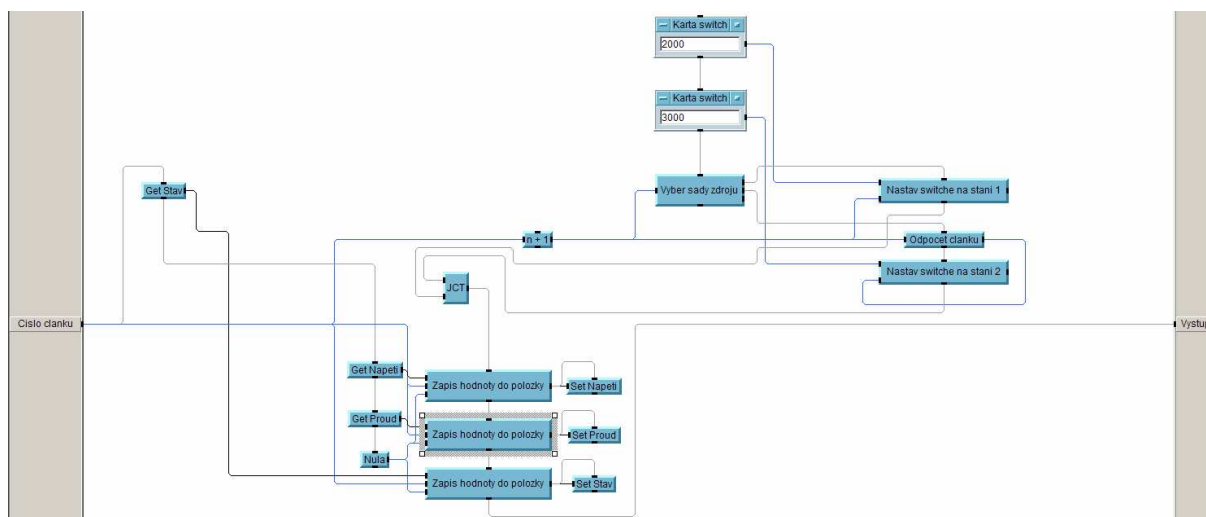 Karta switch
2000
Karta switch
3000
Get Stav
Vyber sady zdroju
Nastav switche na stani 1
n + 1
Odpocet clanku
Nastav switche na stani 2
JCT
Cislo clanku
Vystup
Get Napeti
Zapis hodnoty do polozky
Set Napeti
Get Proud
Zapis hodnoty do polozky
Set Proud
Nula
Zapis hodnoty do polozky
Set Stav